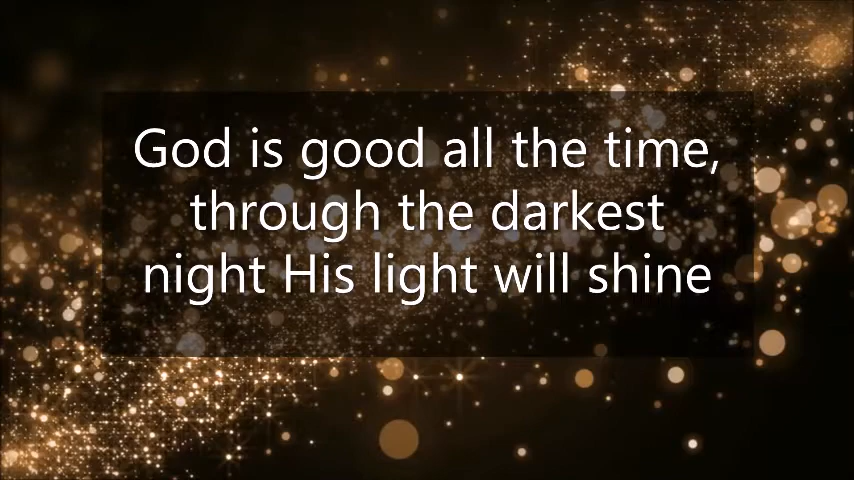 God is good all the time,
through the darkest
night His light will shine